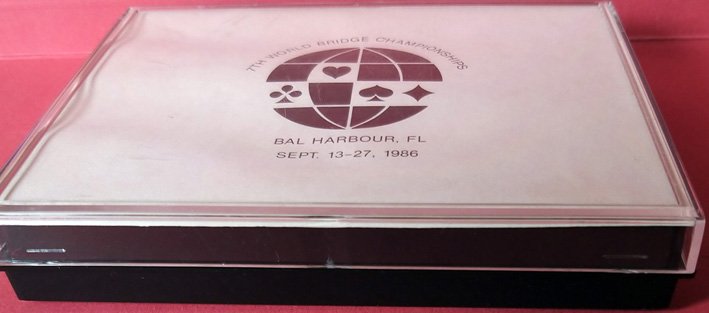 7TH WORLD BRIDGE CHAMPIONSHIPS
BAL HARBOUR, FL
SEPT. 13-27, 1986